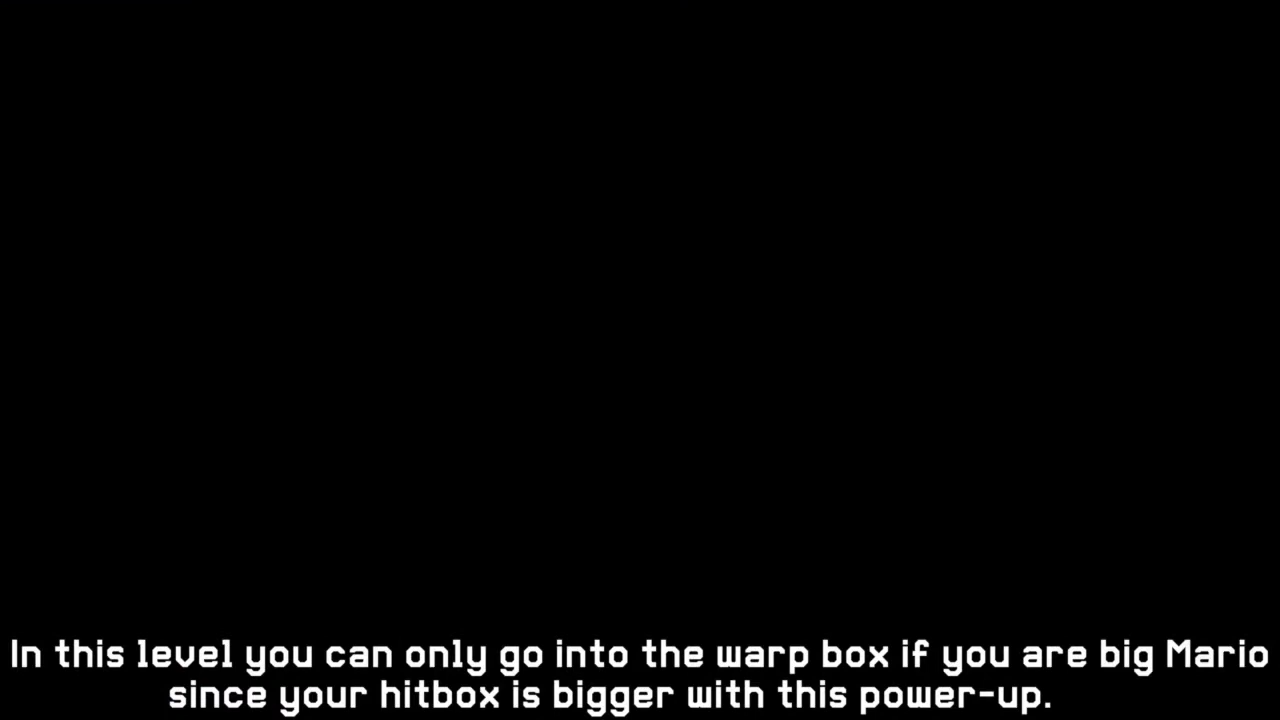 In this level you can only go into the warp box if you are big Mario
since your hitbox is bigger with this power-up.